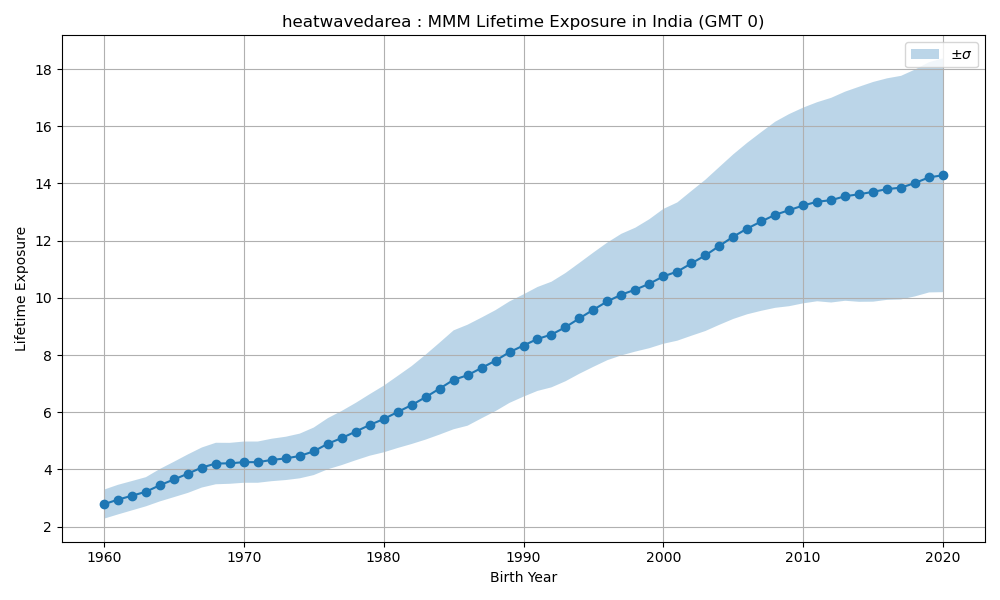 heatwavedarea : MMM Lifetime Exposure in India (GMT 0)
±σ
Lifetime Exposure
18
16
14
12
10
8
6
4
2
1960 1970 1980 1990 2000 2010 2020
Birth Year